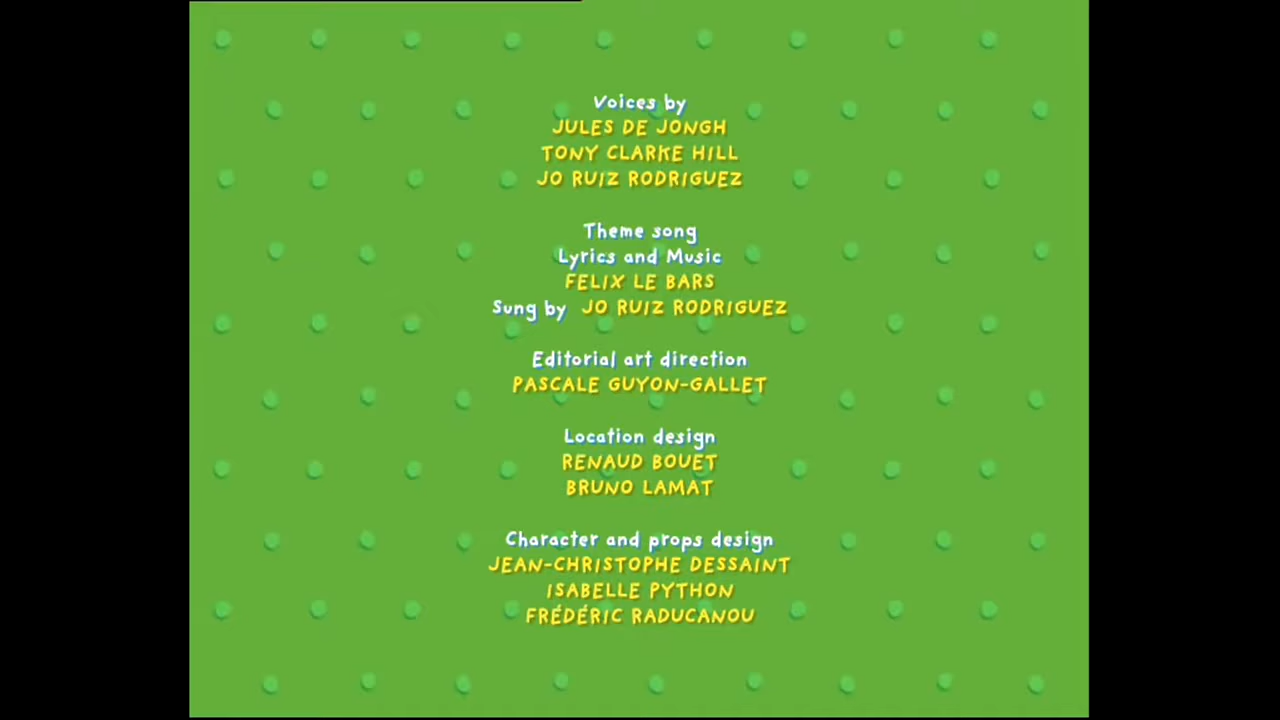 Voices by
JULES DE JONGH
TONY CLARKE HILL
JO RUIZ RODRIGUEZ
Theme song
Lyrics and Music
FELIX LE BARS
Sung by JO RUIZ RODRIGUEZ
Editorial art direction
PASCALE GUYON-GALLET
Location design
RENAUD BOUET
BRUNO LAMAT
Character and props design
JEAN-CHRISTOPHE DESSAINT
ISABELLE PYTHON
FRÉDÉRIC RADUCANOU